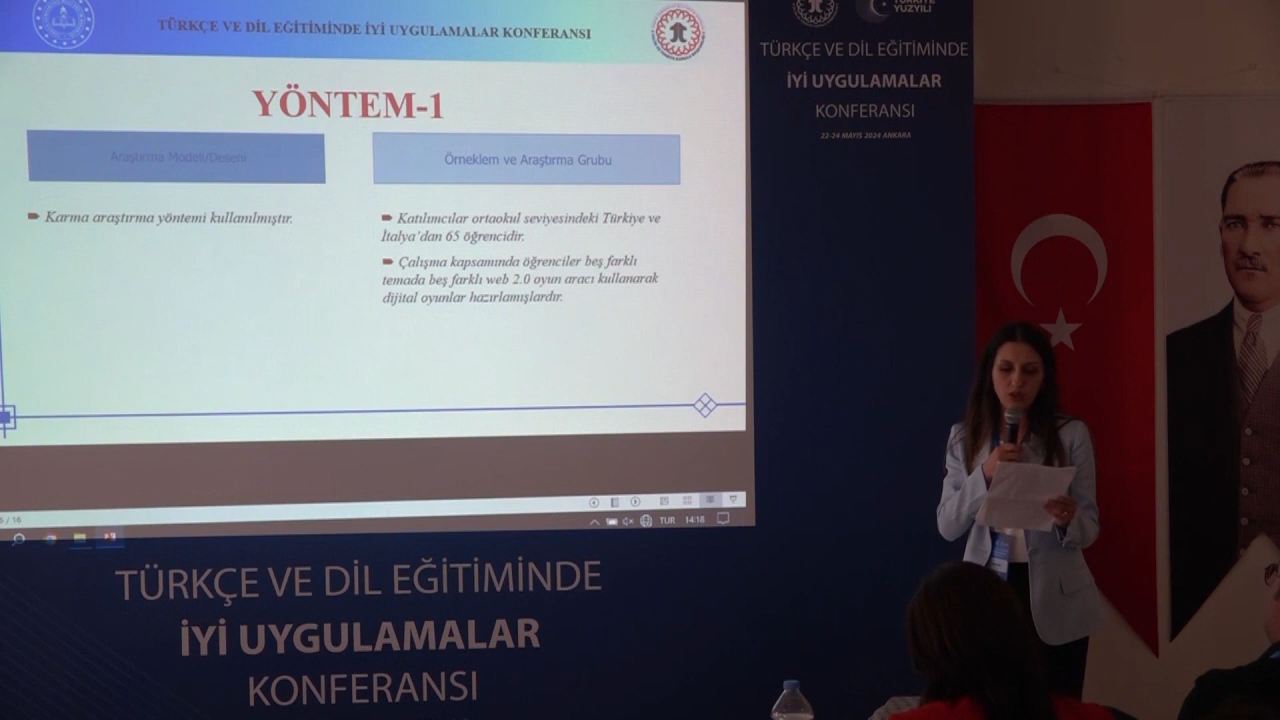 TÜRKÇE VE DİL EĞİTİMİNDE İYİ UYGULAMALAR KONFERANSI
YÖNTEM-1
Araştırma Modeli/Deseni
Karma araştırma yöntemi kullanılmıştır.
Örneklem ve Araştırma Grubu
Katılımcılar ortaokul seviyesindeki Türkiye ve
İtalya'dan 65 öğrencidir.
Çalışma kapsamında öğrenciler beş farklı
temada beş farklı web 2.0 oyun aracı kullanarak
dijital oyunlar hazırlamışlardır.
/ 16
TUR 14:18
TÜRKÇE VE DİL EĞİTİMİNDE
İYİ UYGULAMALAR
KONFERANSI
YÜZYILI
TÜRKÇE VE DİL EĞİTİMİNDE
İYİ UYGULAMALAR
KONFERANSI
22-24 MAYIS 2024 ANKARA